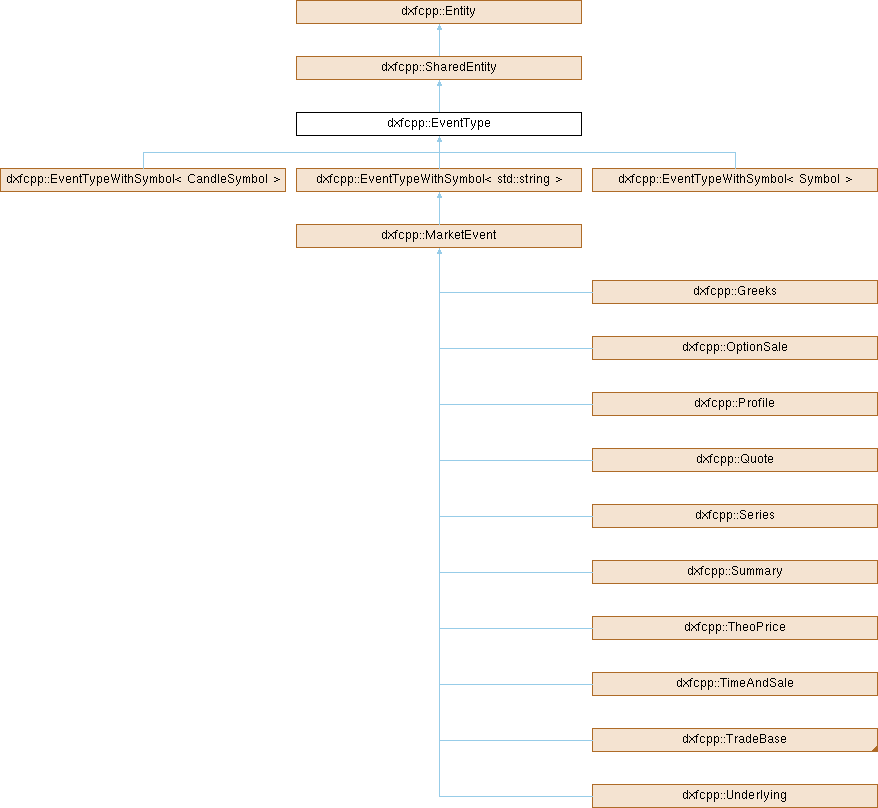 dxfcpp::Entity
dxfcpp::SharedEntity
dxfcpp::EventType
dxfcpp::EventTypeWithSymbol< CandleSymbol >
dxfcpp::EventTypeWithSymbol< std::string >
dxfcpp::EventTypeWithSymbol< Symbol >
dxfcpp::MarketEvent
dxfcpp::Greeks
dxfcpp::OptionSale
dxfcpp::Profile
dxfcpp::Quote
dxfcpp::Series
dxfcpp::Summary
dxfcpp::TheoPrice
dxfcpp::TimeAndSale
dxfcpp::TradeBase
dxfcpp::Underlying